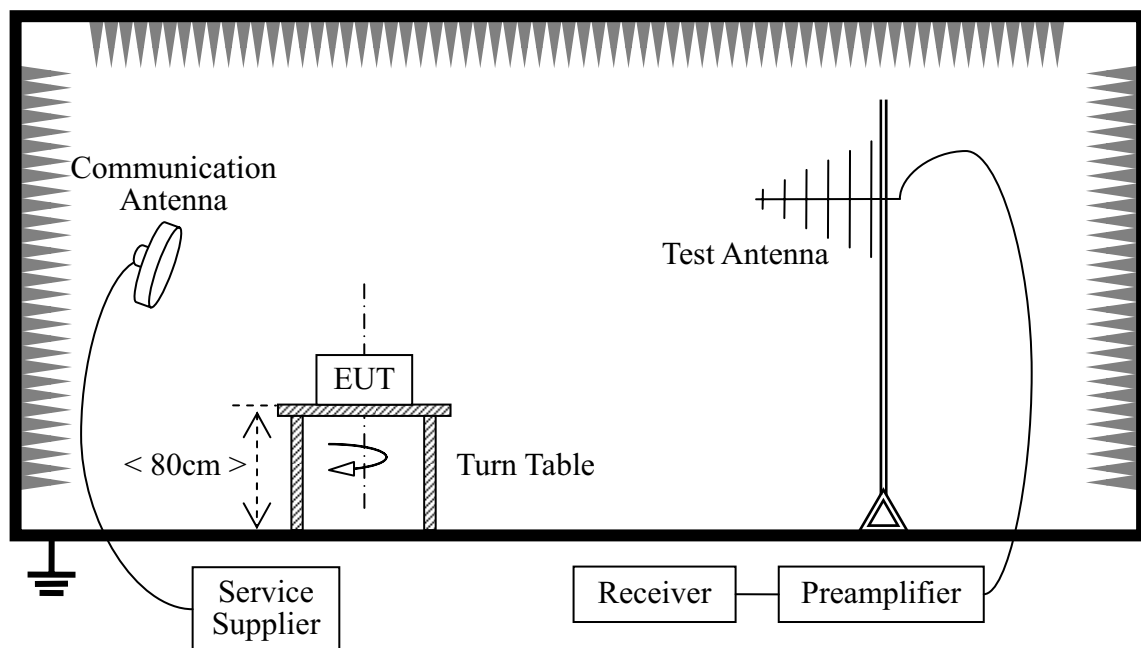 Communication
Antenna
Test Antenna
EUT
< 80cm >
Turn Table
Service
Supplier
Receiver
Preamplifier